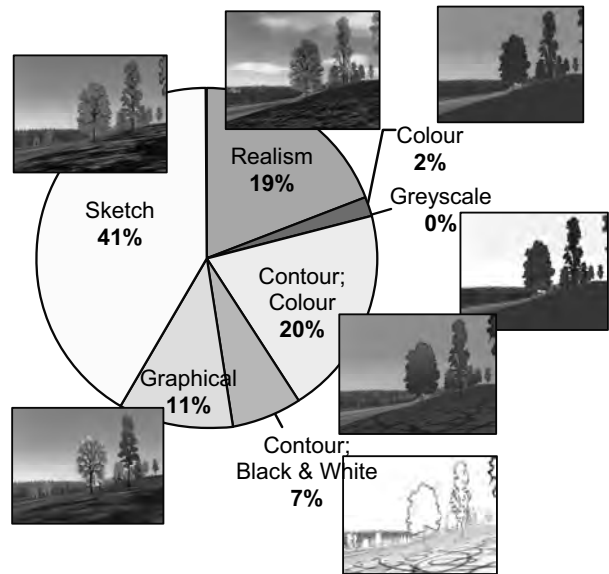 Realism
19%
Colour
2%
Greyscale
0%
Contour;
Colour
20%
Contour;
Black & White
7%
Graphical
11%
Sketch
41%